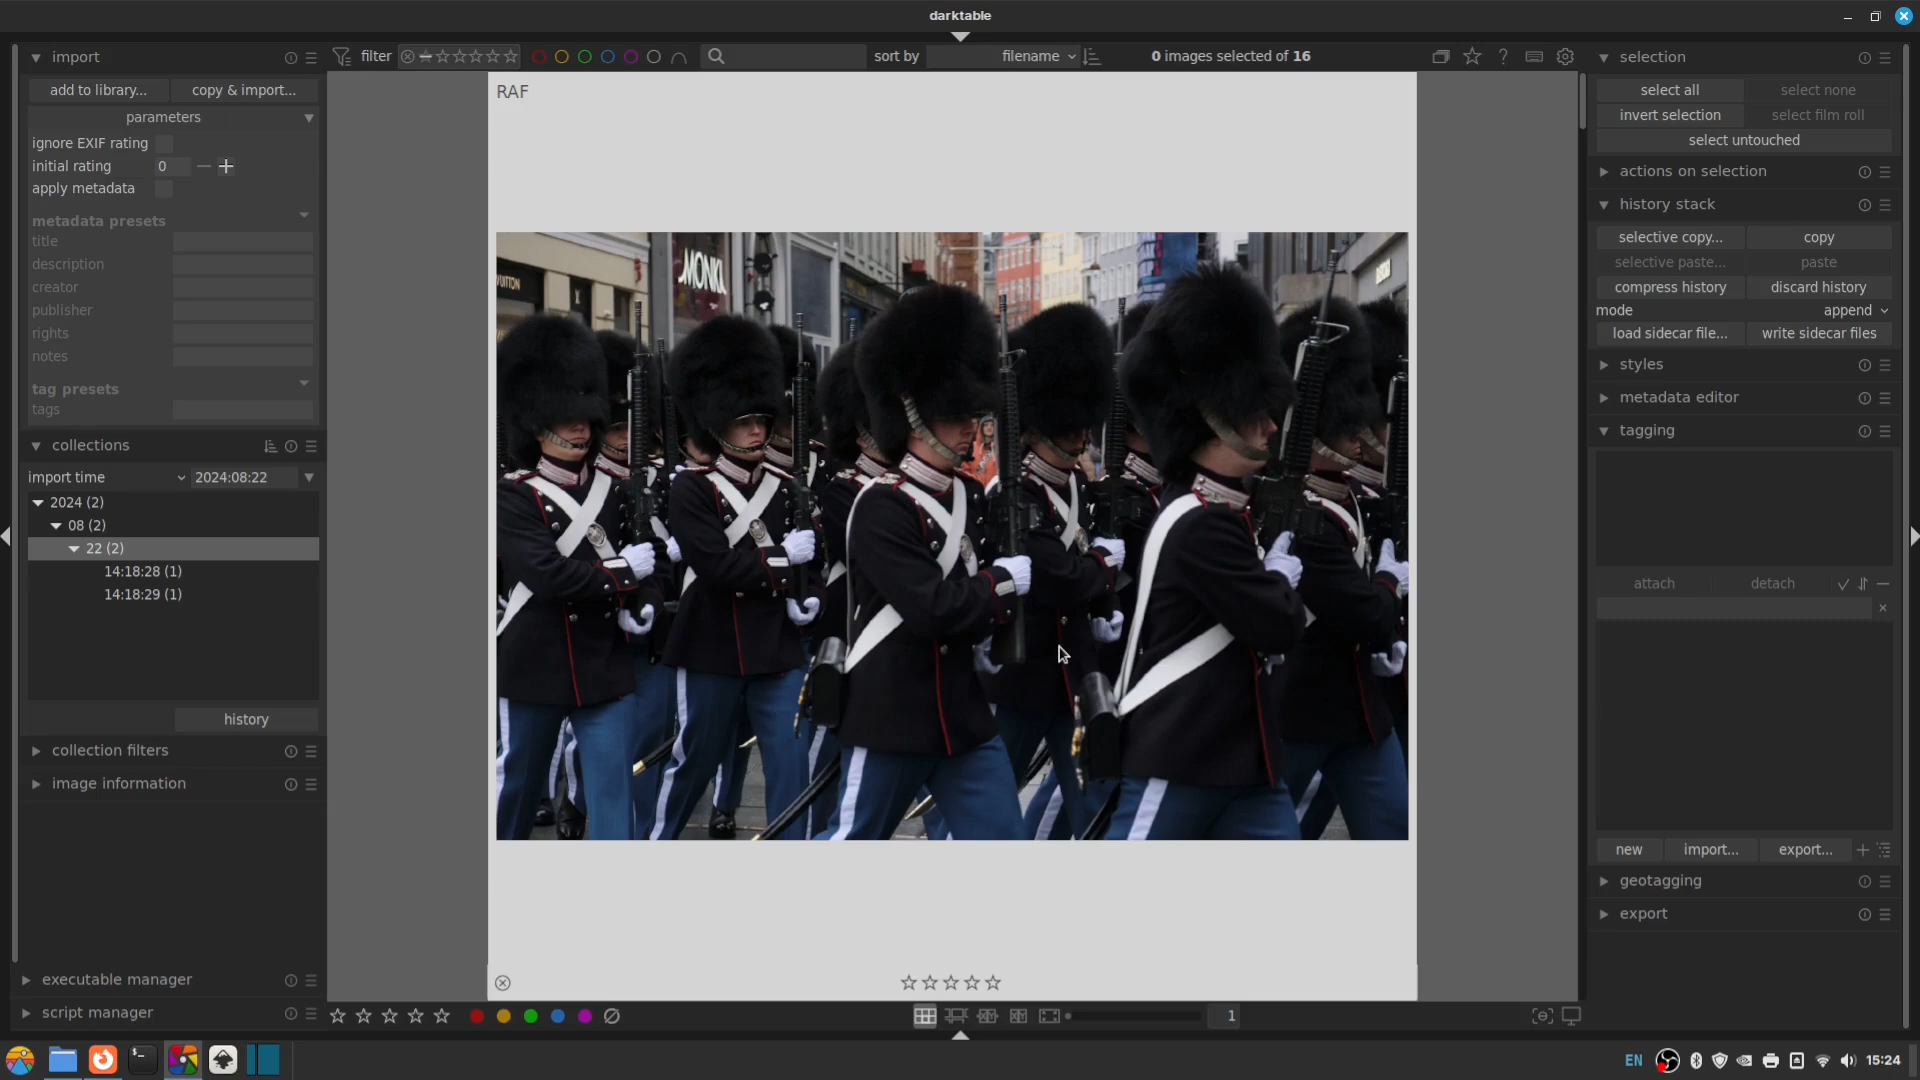 darktable
import
add to library...
copy & import...
parameters
ignore EXIF rating
initial rating 0
apply metadata
metadata presets
title
description
creator
publisher
rights
notes
tag presets
tags
collections
import time 2024:08:22
2024 (2)
08 (2)
22 (2)
14:18:28 (1)
14:18:29 (1)
history
collection filters
image information
executable manager
script manager
filter
sort by filename
0 images selected of 16
?
RAF
VUITTON
MONKI
1
selection
select all
select none
invert selection
select film roll
select untouched
actions on selection
history stack
selective copy...
copy
selective paste...
paste
compress history
discard history
mode append
load sidecar file...
write sidecar files
styles
metadata editor
tagging
attach
detach
new
import...
export...
geotagging
export
EN
15:24